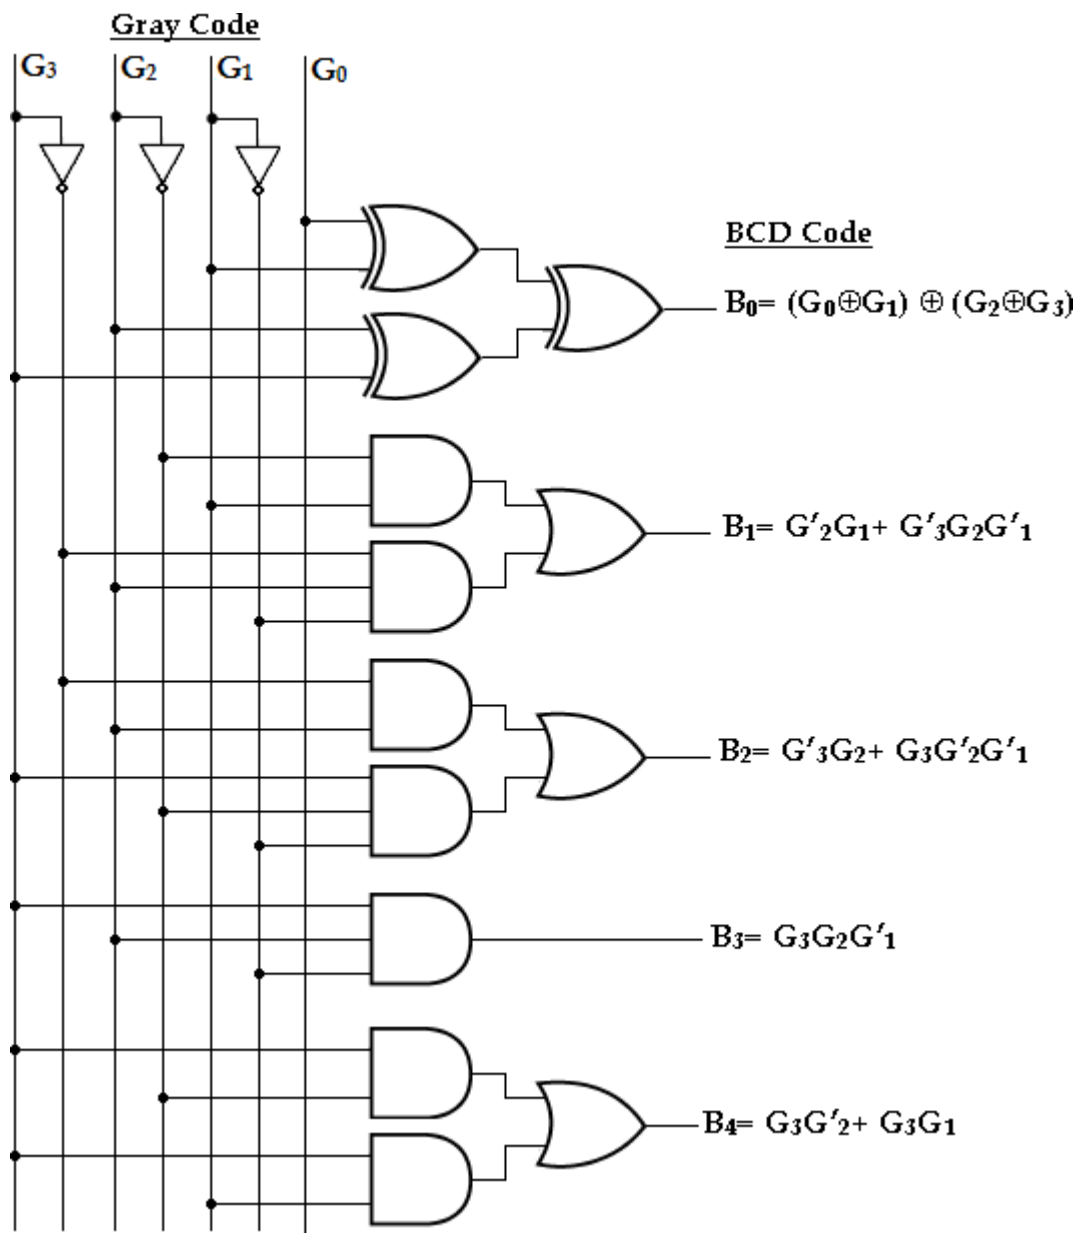 Gray Code
G₃ G₂ G₁ G₀
BCD Code
B₀= (G₀⊕G₁) ⊕ (G₂⊕G₃)
B₁= G′₂G₁+ G′₃G₂G′₁
B₂= G′₃G₂+ G₃G′₂G′₁
B₃= G₃G₂G′₁
B₄= G₃G′₂+ G₃G₁